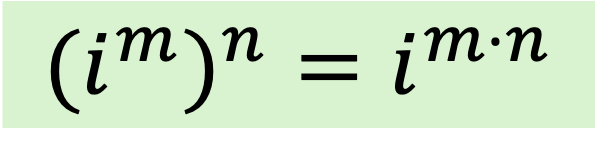 (i^m)^n = i^{m·n}